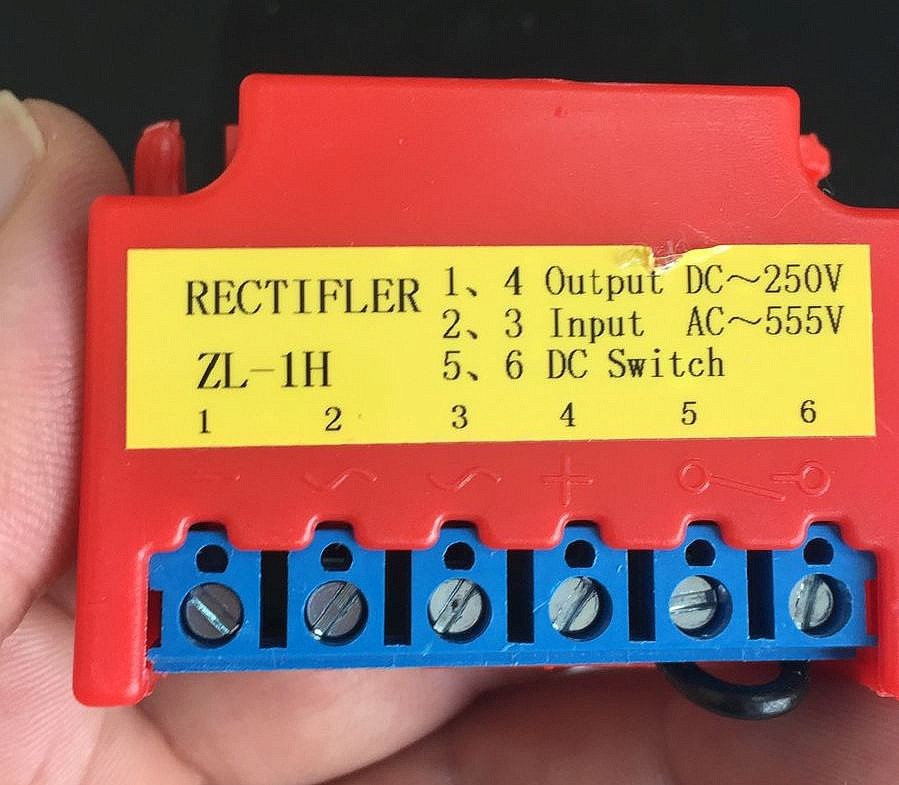 RECTIFLER
ZL-1H
1、4 Output DC～250V
2、3 Input AC～555V
5、6 DC Switch
1 2 3 4 5 6
- ~ ~ +